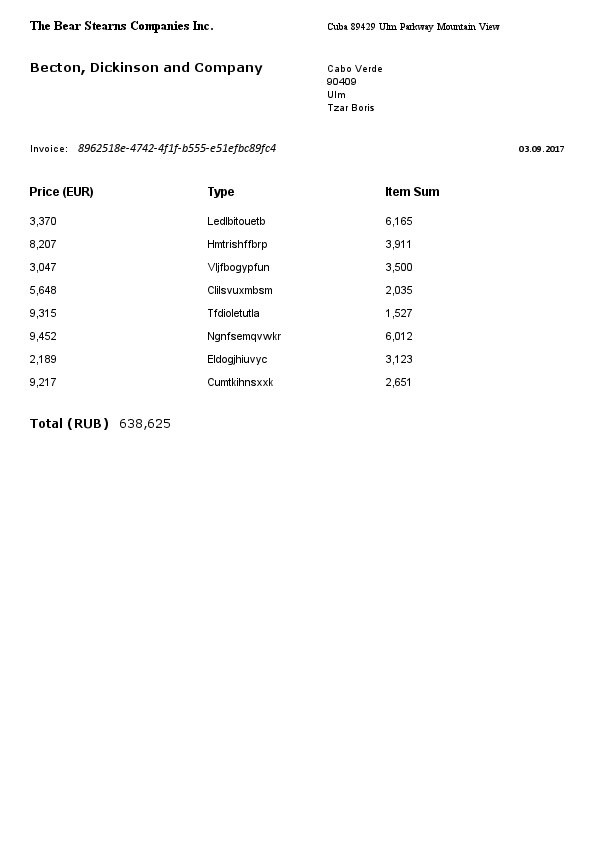 The Bear Stearns Companies Inc. Cuba 89429 Ulm Parkway Mountain View
Becton, Dickinson and Company
Cabo Verde
90409
Ulm
Tzar Boris
Invoice: 8962518e-4742-4f1f-b555-e51efbc89fc4 03.09.2017
Price (EUR) Type Item Sum
3,370 Ledlbitouetb 6,165
8,207 Hmtrishffbrp 3,911
3,047 Vljfbogypfun 3,500
5,648 Clilsvuxmbsm 2,035
9,315 Tfdioletutla 1,527
9,452 Ngnfsemqvwkr 6,012
2,189 Eldogjhiuvyc 3,123
9,217 Cumtkihnsxxk 2,651
Total (RUB) 638,625